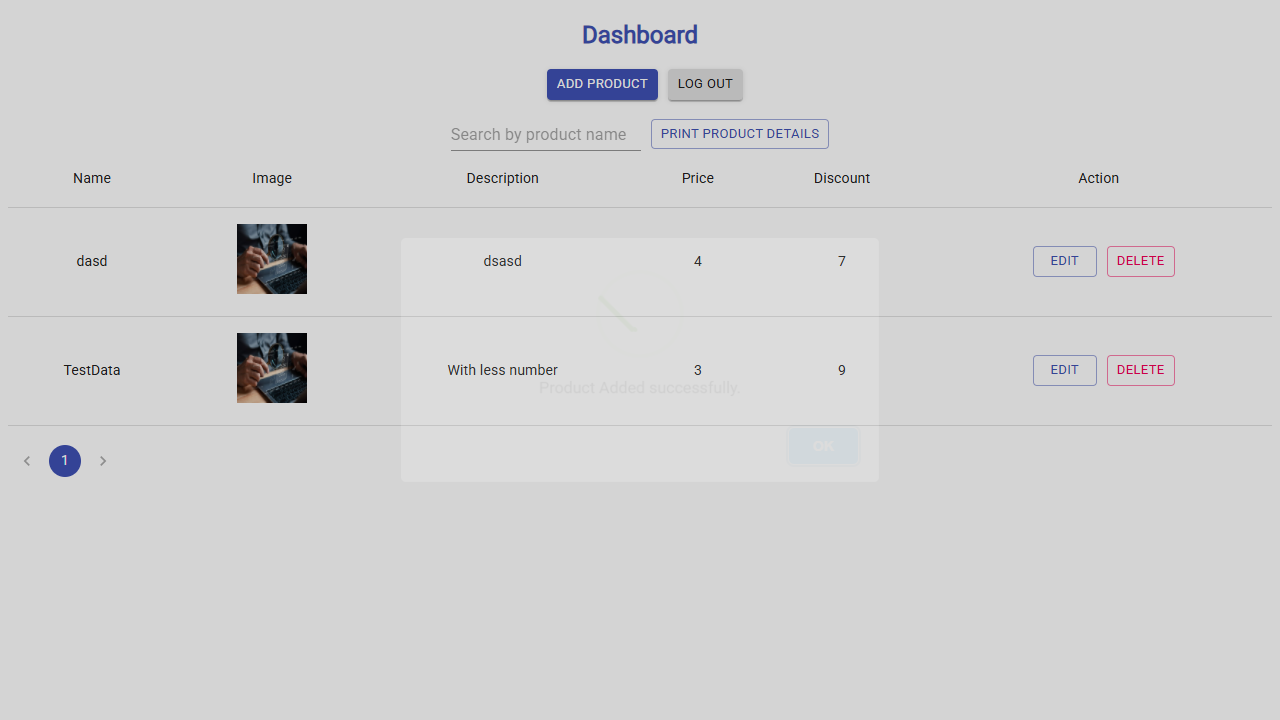 Dashboard
ADD PRODUCT LOG OUT
Search by product name PRINT PRODUCT DETAILS
Name Image Description Price Discount Action
dasd dsasd 4 7 EDIT DELETE
TestData With less number 3 9 EDIT DELETE
Product Added successfully.
OK
1